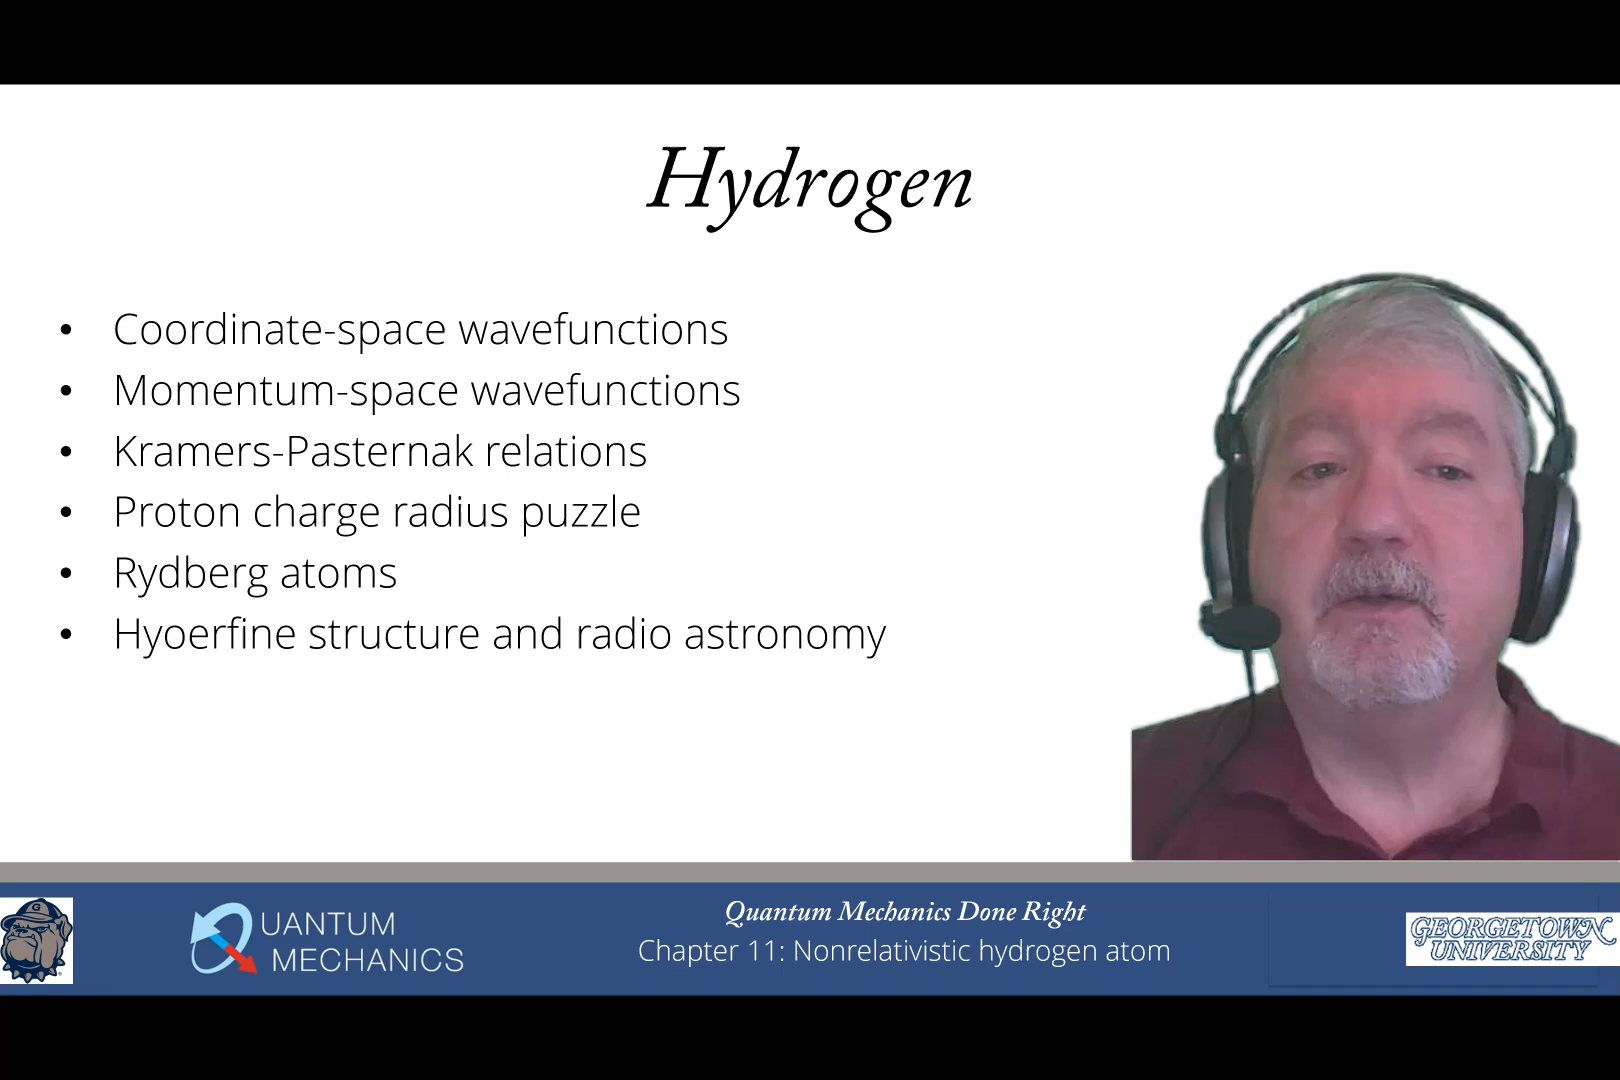 Hydrogen
• Coordinate-space wavefunctions
• Momentum-space wavefunctions
• Kramers-Pasternak relations
• Proton charge radius puzzle
• Rydberg atoms
• Hyoerfine structure and radio astronomy
G
QUANTUM
MECHANICS
Quantum Mechanics Done Right
Chapter 11: Nonrelativistic hydrogen atom
GEORGETOWN
UNIVERSITY